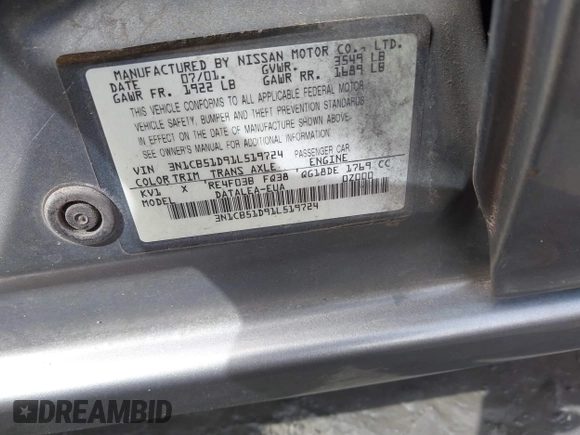 MANUFACTURED BY NISSAN MOTOR CO., LTD.
DATE 07/01. GVWR. 3549 LB
GAWR FR. 1922 LB GAWR RR. 1689 LB
THIS VEHICLE CONFORMS TO ALL APPLICABLE FEDERAL MOTOR
VEHICLE SAFETY, BUMPER AND THEFT PREVENTION STANDARDS
IN EFFECT ON THE DATE OF MANUFACTURE SHOWN ABOVE.
SEE OWNER'S MANUAL FOR ADDITIONAL INFORMATION
VIN 3N1CB51D91L519724 PASSENGER CAR
COLOR TRIM TRANS AXLE ENGINE
KV1 X RE4F03B FQ38 QG18DE 1769 CC
MODEL DATALEA-EUA DZ000
3N1CB51D91L519724
DREAMBID